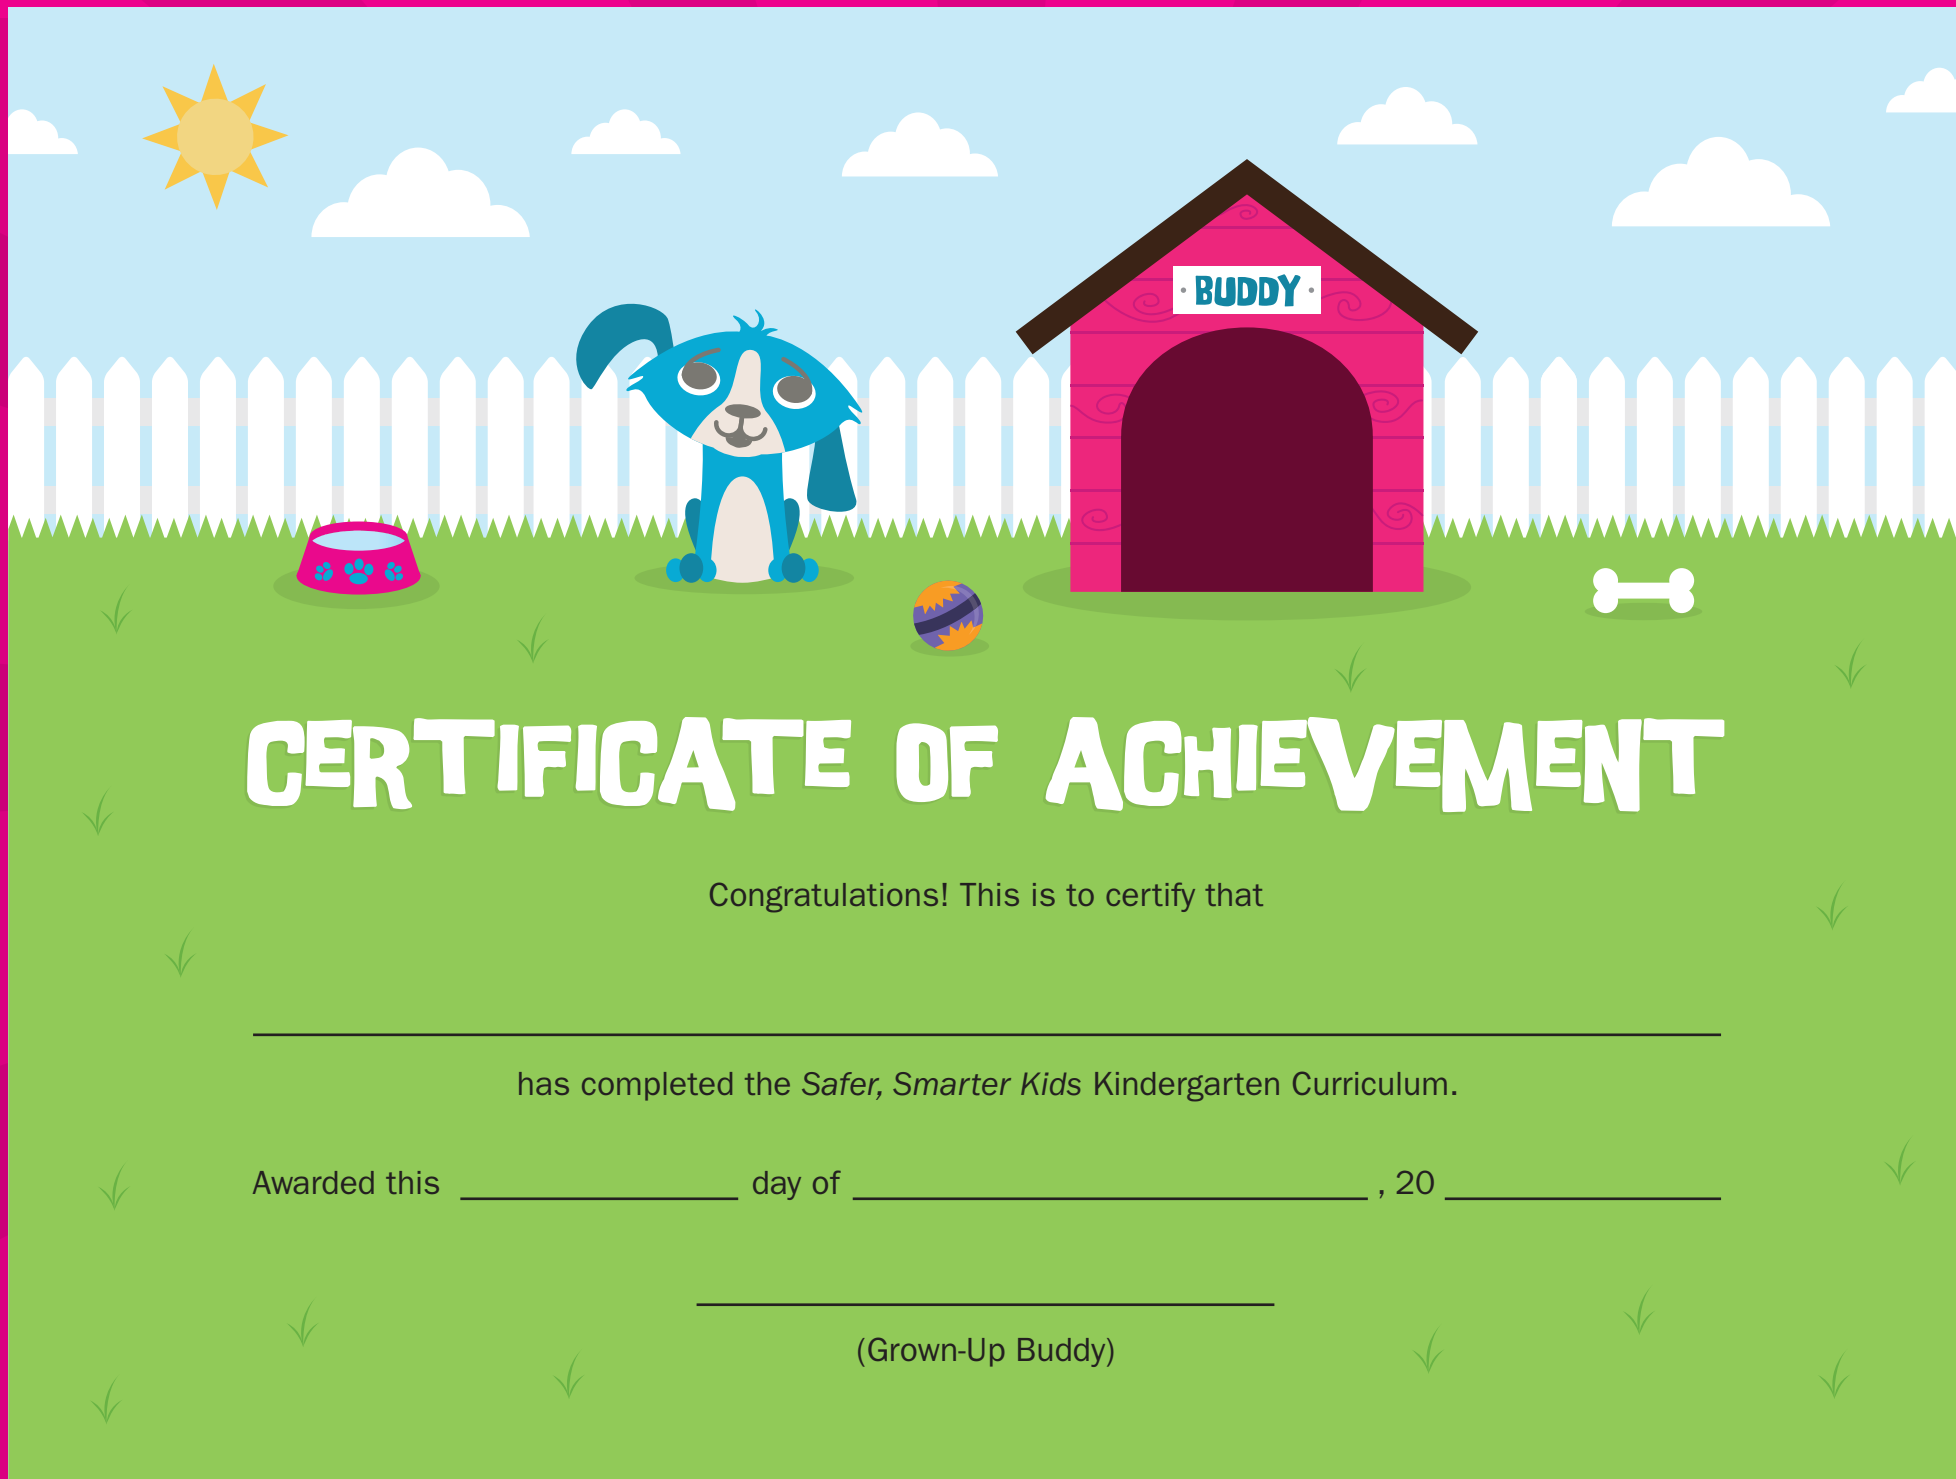 BUDDY
CERTIFICATE OF ACHIEVEMENT
Congratulations! This is to certify that
has completed the Safer, Smarter Kids Kindergarten Curriculum.
Awarded this day of , 20
(Grown-Up Buddy)